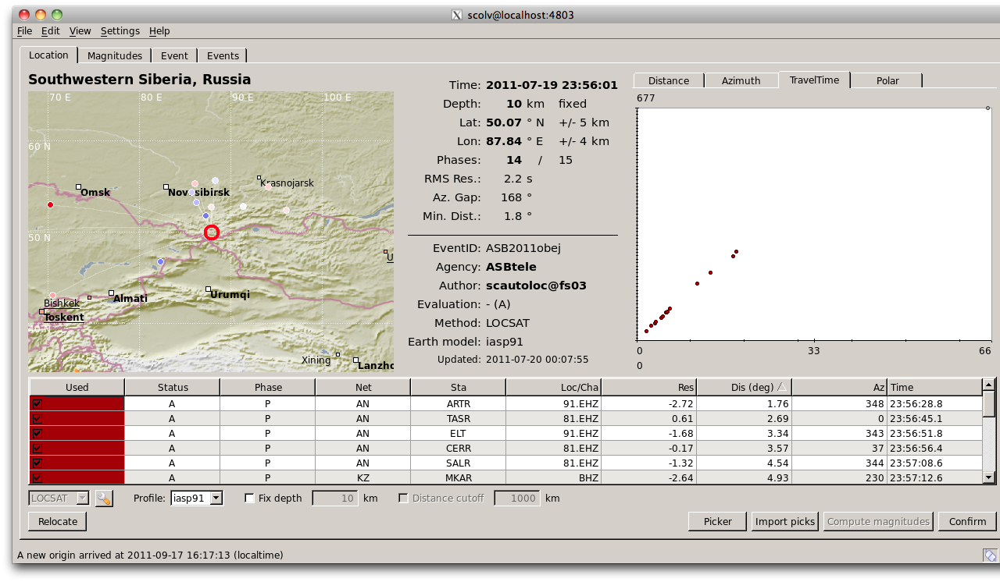 scolv@localhost:4803
File Edit View Settings Help
Location Magnitudes Event Events
Southwestern Siberia, Russia
70 E 80 E 90 E 100 E
60 N
Krasnojarsk
Omsk
Novosibirsk
50 N
U
Almati
Urumqi
Bishkek
Toskent
Xining
Lanzho
Time: 2011-07-19 23:56:01
Depth: 10 km fixed
Lat: 50.07 ° N +/- 5 km
Lon: 87.84 ° E +/- 4 km
Phases: 14 / 15
RMS Res.: 2.2 s
Az. Gap: 168 °
Min. Dist.: 1.8 °
EventID: ASB2011obej
Agency: ASBtele
Author: scautoloc@fs03
Evaluation: - (A)
Method: LOCSAT
Earth model: iasp91
Updated: 2011-07-20 00:07:55
Distance Azimuth TravelTime Polar
677
0 33 66
0
Used Status Phase Net Sta Loc/Cha Res Dis (deg) Az Time
A P AN ARTR 91.EHZ -2.72 1.76 348 23:56:28.8
A P AN TASR 81.EHZ 0.61 2.69 0 23:56:45.1
A P AN ELT 91.EHZ -1.68 3.34 343 23:56:51.8
A P AN CERR 81.EHZ -0.17 3.57 37 23:56:56.4
A P AN SALR 81.EHZ -1.32 4.54 344 23:57:08.6
A P KZ MKAR BHZ -2.64 4.93 230 23:57:12.6
LOCSAT Profile: iasp91 Fix depth 10 km Distance cutoff 1000 km
Relocate Picker Import picks Compute magnitudes Confirm
A new origin arrived at 2011-09-17 16:17:13 (localtime)